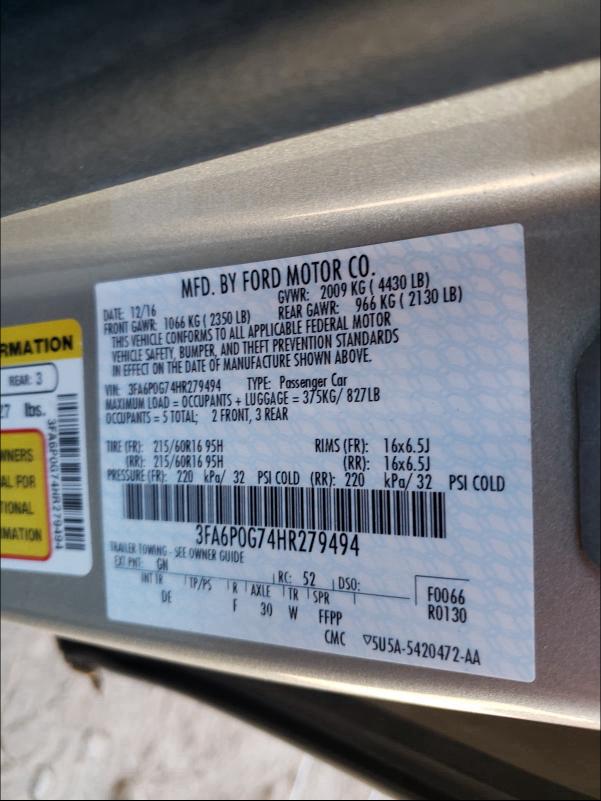 MFD. BY FORD MOTOR CO.
DATE: 12/16 GVWR: 2009 KG ( 4430 LB)
FRONT GAWR: 1066 KG ( 2350 LB) REAR GAWR: 966 KG ( 2130 LB)
THIS VEHICLE CONFORMS TO ALL APPLICABLE FEDERAL MOTOR
VEHICLE SAFETY, BUMPER, AND THEFT PREVENTION STANDARDS
IN EFFECT ON THE DATE OF MANUFACTURE SHOWN ABOVE.
VIN: 3FA6P0G74HR279494 TYPE: Passenger Car
MAXIMUM LOAD = OCCUPANTS + LUGGAGE = 375KG/ 827LB
OCCUPANTS = 5 TOTAL; 2 FRONT, 3 REAR
TIRE (FR): 215/60R16 95H RIMS (FR): 16x6.5J
(RR): 215/60R16 95H (RR): 16x6.5J
PRESSURE (FR): 220 kPa/ 32 PSI COLD (RR): 220 kPa/ 32 PSI COLD
3FA6P0G74HR279494
TRAILER TOWING - SEE OWNER GUIDE
EXT PNT: GN RC: 52 DSO: F0066
INT TR TP/PS R AXLE TR SPR R0130
DE F 30 W FFPP
CMC ▽5U5A-5420472-AA
RMATION
REAR: 3
27 lbs.
WNERS
AL FOR
TIONAL
MATION
3FA6P0G74HR279494